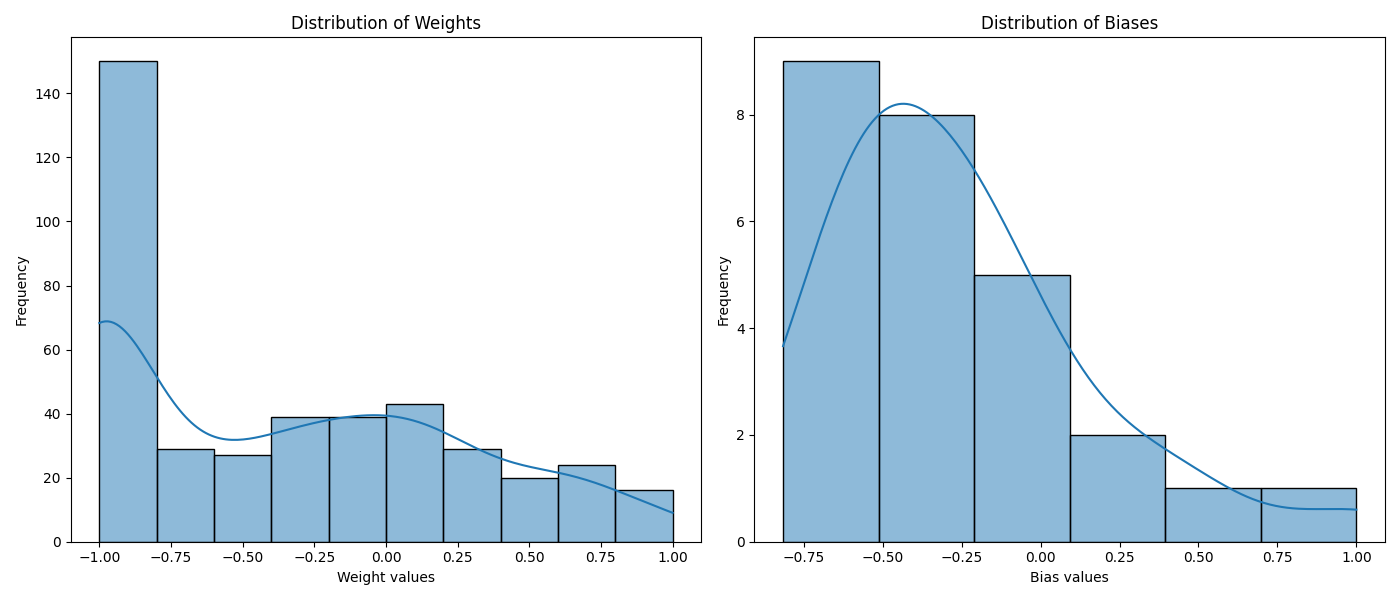 Distribution of Weights
Frequency
140
120
100
80
60
40
20
0
−1.00 −0.75 −0.50 −0.25 0.00 0.25 0.50 0.75 1.00
Weight values
Distribution of Biases
Frequency
8
6
4
2
0
−0.75 −0.50 −0.25 0.00 0.25 0.50 0.75 1.00
Bias values